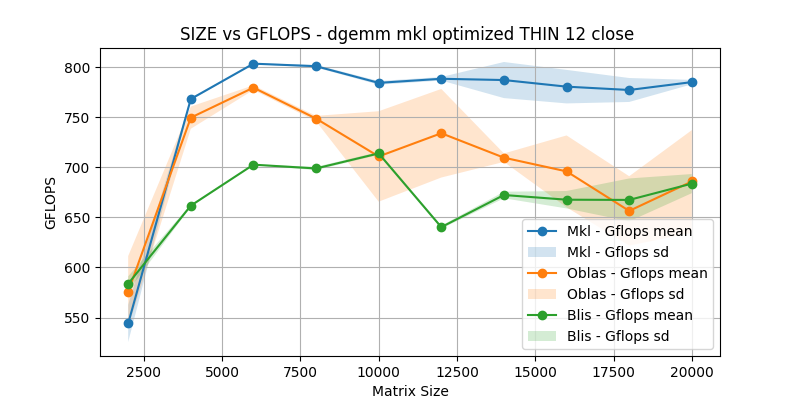 SIZE vs GFLOPS - dgemm mkl optimized THIN 12 close
GFLOPS
800
750
700
650
600
550
Mkl - Gflops mean
Mkl - Gflops sd
Oblas - Gflops mean
Oblas - Gflops sd
Blis - Gflops mean
Blis - Gflops sd
2500 5000 7500 10000 12500 15000 17500 20000
Matrix Size